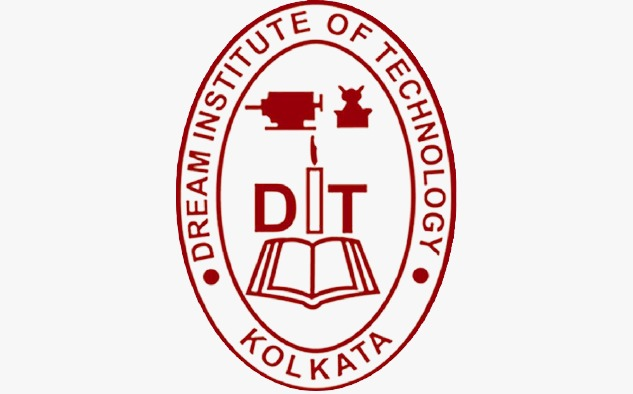 DREAM INSTITUTE OF TECHNOLOGY
DIT
KOLKATA